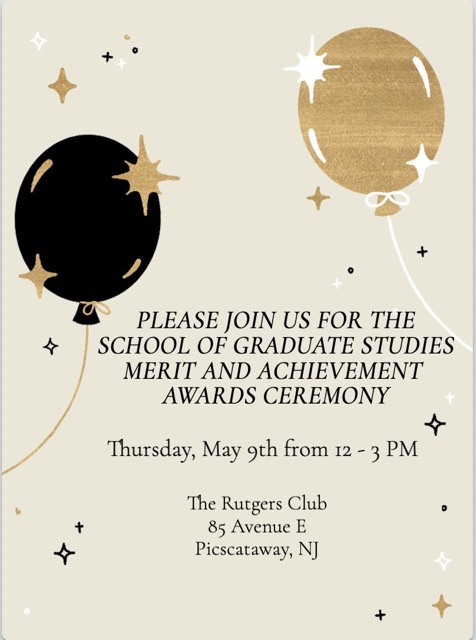 PLEASE JOIN US FOR THE
SCHOOL OF GRADUATE STUDIES
MERIT AND ACHIEVEMENT
AWARDS CEREMONY
Thursday, May 9th from 12 - 3 PM
The Rutgers Club
85 Avenue E
Picscataway, NJ